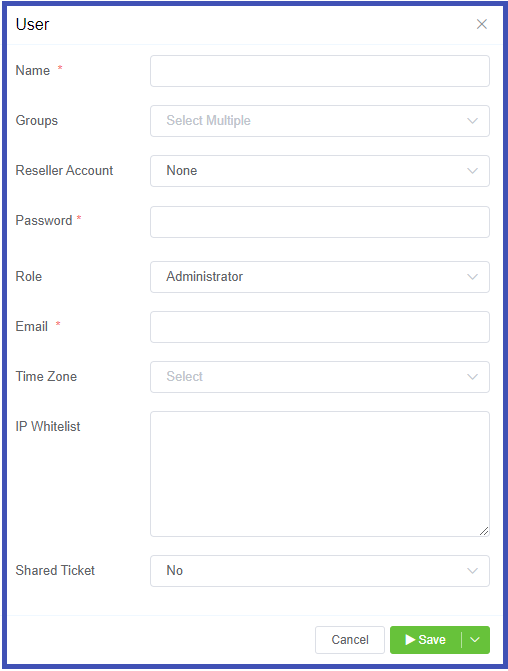 User
Name *
Groups Select Multiple
Reseller Account None
Password *
Role Administrator
Email *
Time Zone Select
IP Whitelist
Shared Ticket No
Cancel Save